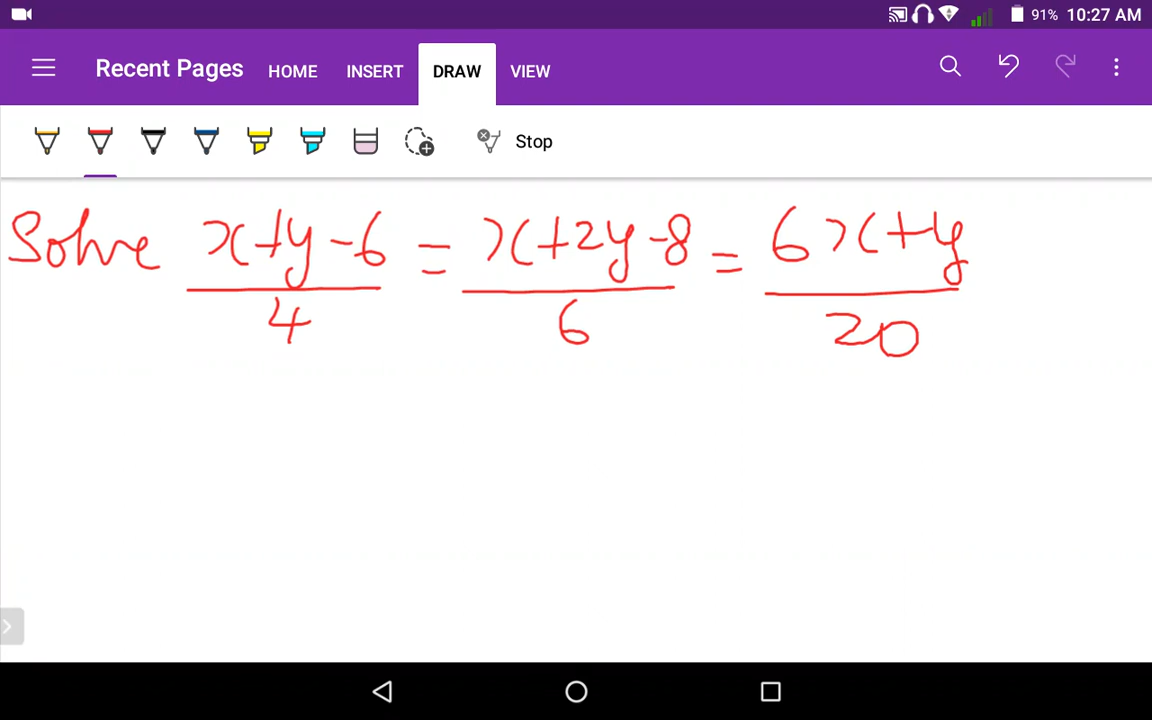 91% 10:27 AM
Recent Pages HOME INSERT DRAW VIEW
Stop
Solve x+y-6 = x+2y-8 = 6x+y
4 6 20